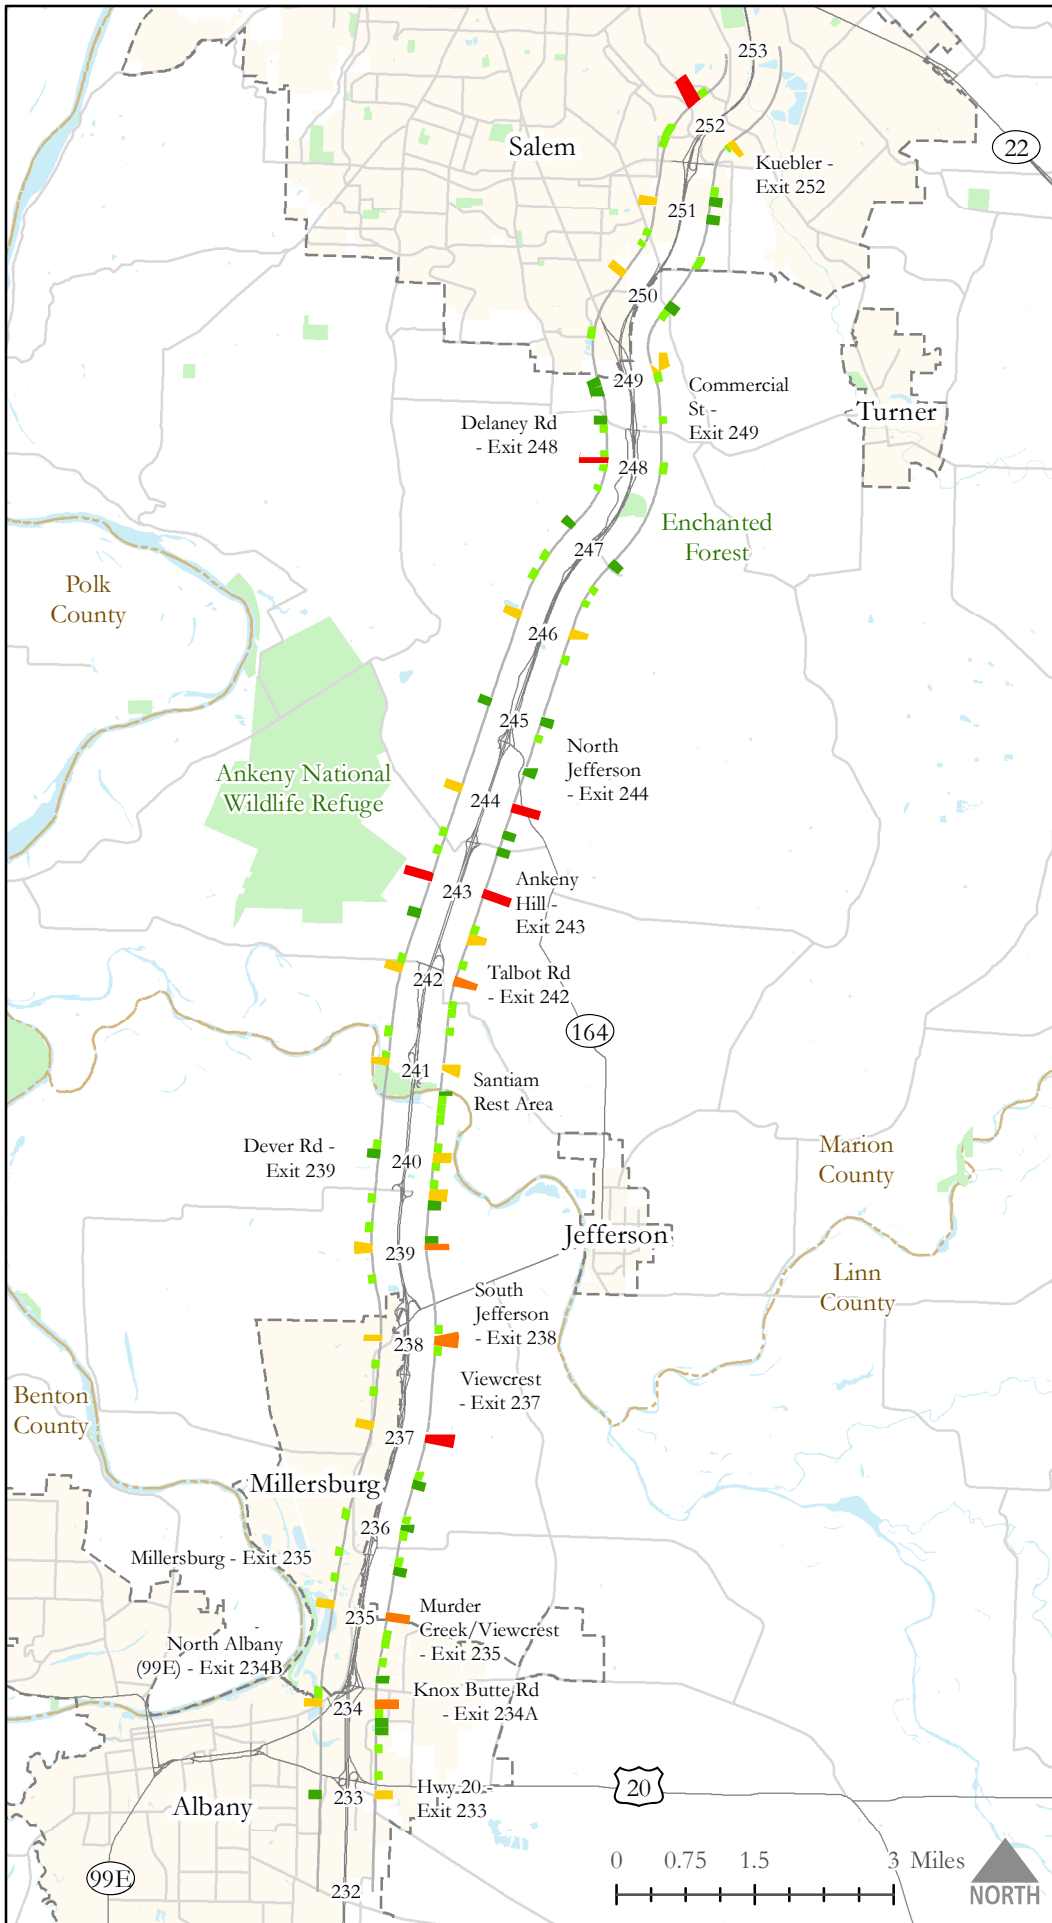 253
252
Salem
22
Kuebler -
Exit 252
251
250
249
Commercial
St -
Exit 249
Turner
Delaney Rd
- Exit 248
248
Enchanted
Forest
247
Polk
County
246
245
North
Jefferson
- Exit 244
Ankeny National
Wildlife Refuge
244
243
Ankeny
Hill -
Exit 243
242
Talbot Rd
- Exit 242
164
241
Santiam
Rest Area
Dever Rd -
Exit 239
240
Marion
County
Jefferson
239
Linn
County
South
Jefferson
- Exit 238
238
Viewcrest
- Exit 237
Benton
County
237
Millersburg
236
Millersburg - Exit 235
235
Murder
Creek/Viewcrest
- Exit 235
-
North Albany
(99E) - Exit 234B
Knox Butte Rd
- Exit 234A
234
Hwy 20 -
Exit 233
20
233
Albany
99E
232
0 0.75 1.5 3 Miles
NORTH